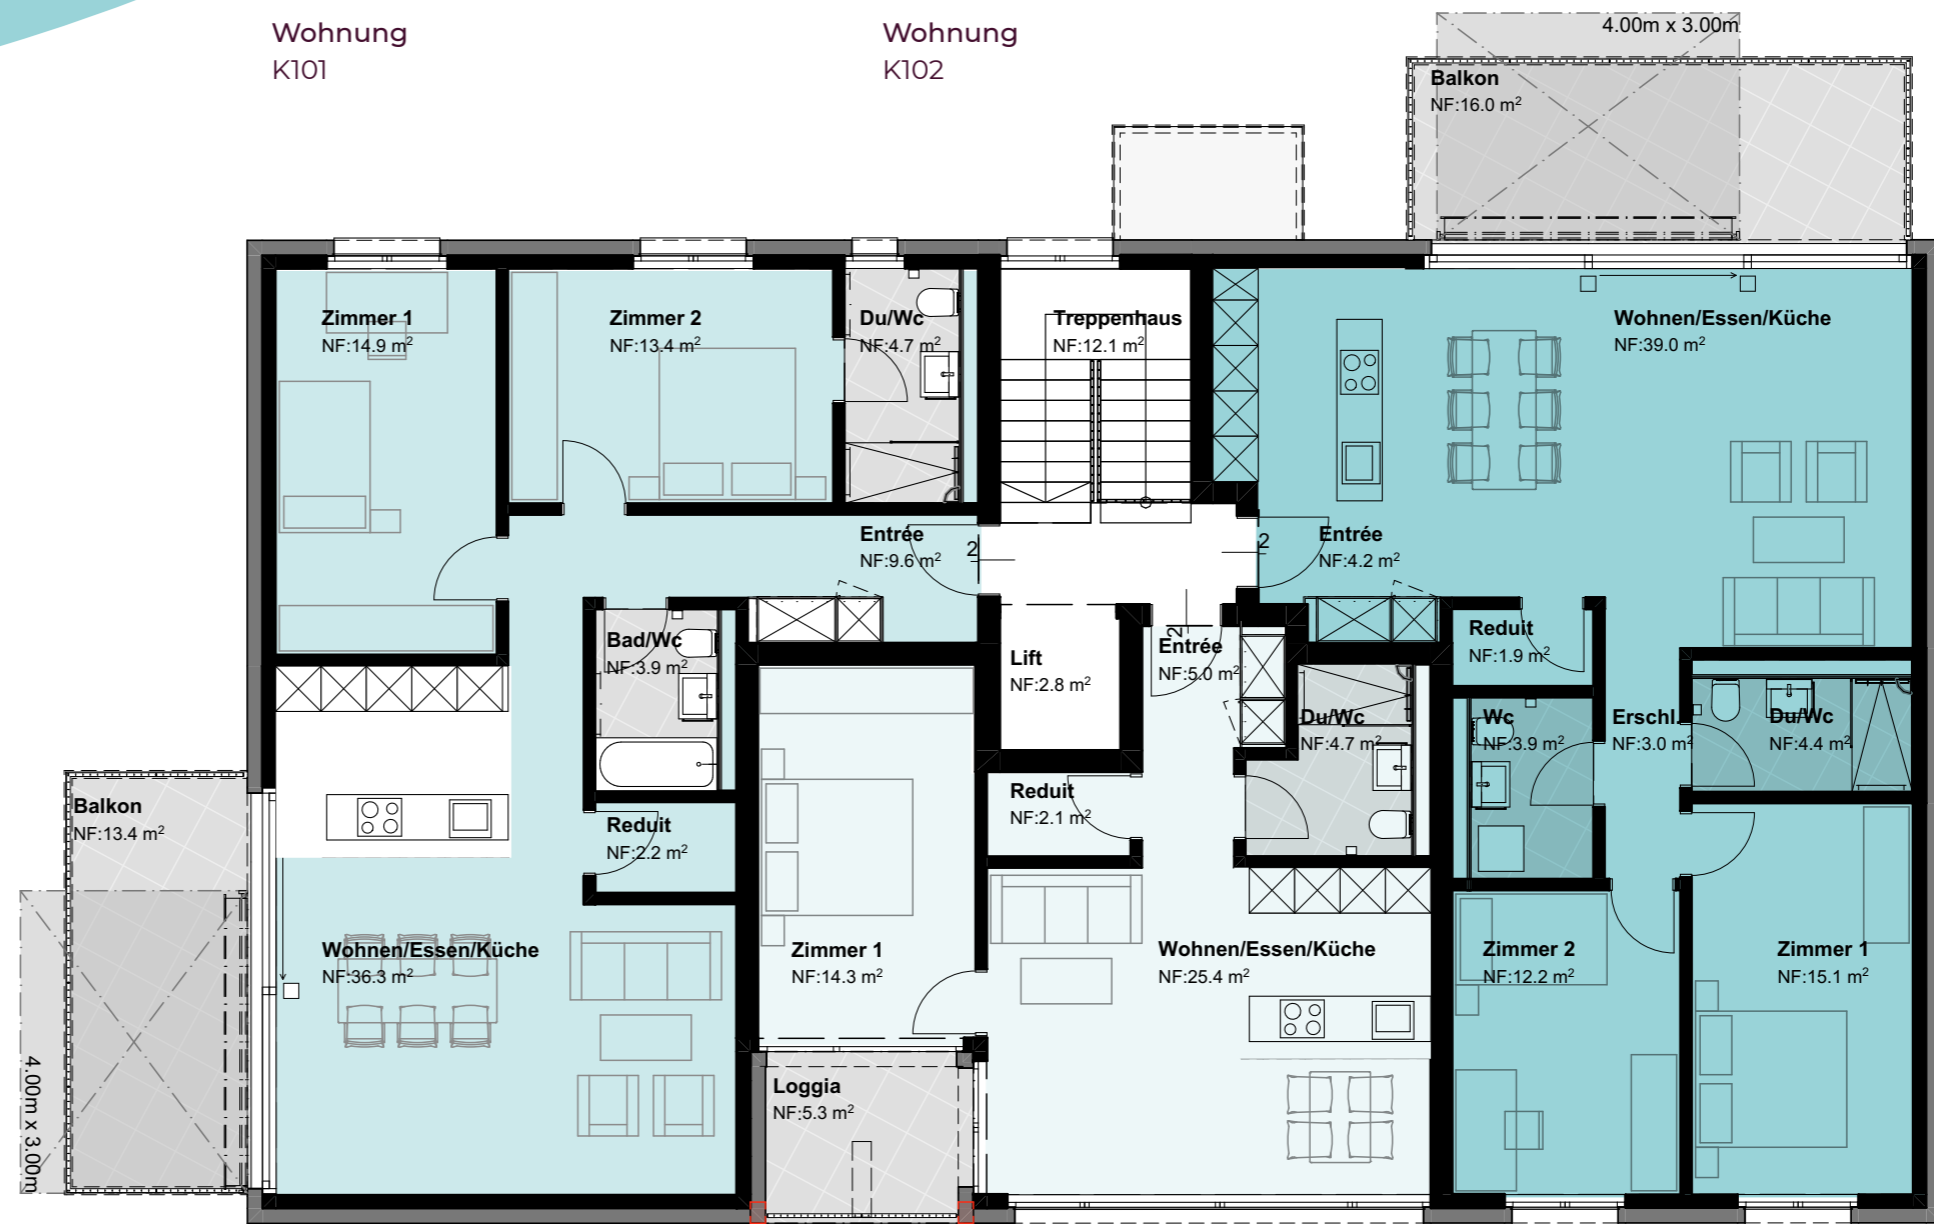 Wohnung
K101
Wohnung
K102
4.00m x 3.00m
Balkon
NF:16.0 m²
Zimmer 1
NF:14.9 m²
Zimmer 2
NF:13.4 m²
Du/Wc
NF:4.7 m²
Treppenhaus
NF:12.1 m²
Wohnen/Essen/Küche
NF:39.0 m²
Entrée
NF:9.6 m²
2
2
Entrée
NF:4.2 m²
Bad/Wc
NF:3.9 m²
Lift
NF:2.8 m²
2
Entrée
NF:5.0 m²
Reduit
NF:1.9 m²
Du/Wc
NF:4.7 m²
Wc
NF:3.9 m²
Erschl.
NF:3.0 m²
Du/Wc
NF:4.4 m²
Balkon
NF:13.4 m²
Reduit
NF:2.2 m²
Reduit
NF:2.1 m²
Wohnen/Essen/Küche
NF:36.3 m²
Zimmer 1
NF:14.3 m²
Wohnen/Essen/Küche
NF:25.4 m²
Zimmer 2
NF:12.2 m²
Zimmer 1
NF:15.1 m²
4.00m x 3.00m
Loggia
NF:5.3 m²